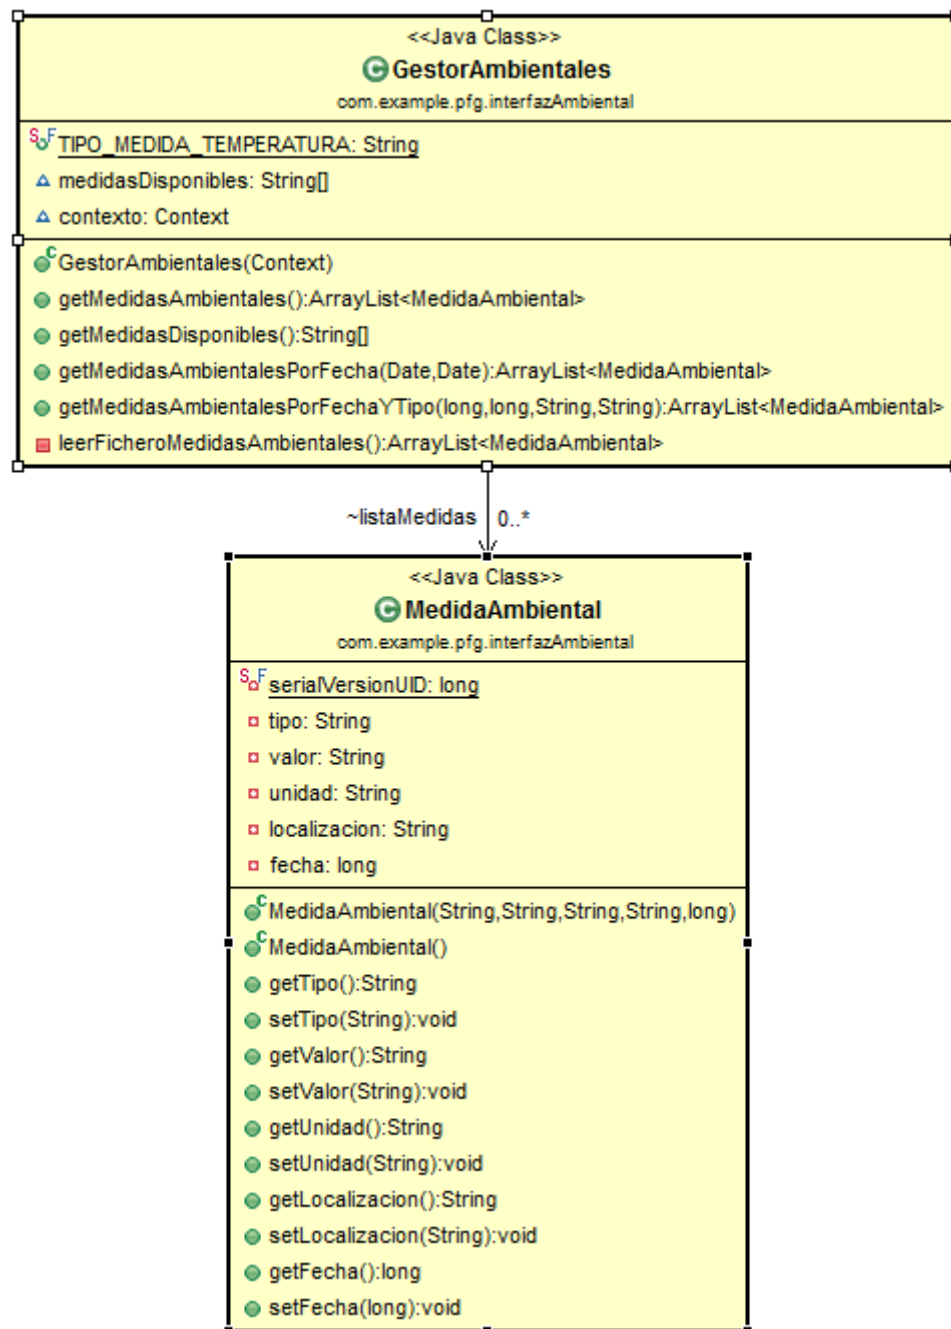 <<Java Class>>
GestorAmbientales
com.example.pfg.interfazAmbiental
TIPO_MEDIDA_TEMPERATURA: String
medidasDisponibles: String[]
contexto: Context
GestorAmbientales(Context)
getMedidasAmbientales():ArrayList<MedidaAmbiental>
getMedidasDisponibles():String[]
getMedidasAmbientalesPorFecha(Date,Date):ArrayList<MedidaAmbiental>
getMedidasAmbientalesPorFechaYTipo(long,long,String,String):ArrayList<MedidaAmbiental>
leerFicheroMedidasAmbientales():ArrayList<MedidaAmbiental>
~listaMedidas 0..*
<<Java Class>>
MedidaAmbiental
com.example.pfg.interfazAmbiental
serialVersionUID: long
tipo: String
valor: String
unidad: String
localizacion: String
fecha: long
MedidaAmbiental(String,String,String,String,long)
MedidaAmbiental()
getTipo():String
setTipo(String):void
getValor():String
setValor(String):void
getUnidad():String
setUnidad(String):void
getLocalizacion():String
setLocalizacion(String):void
getFecha():long
setFecha(long):void